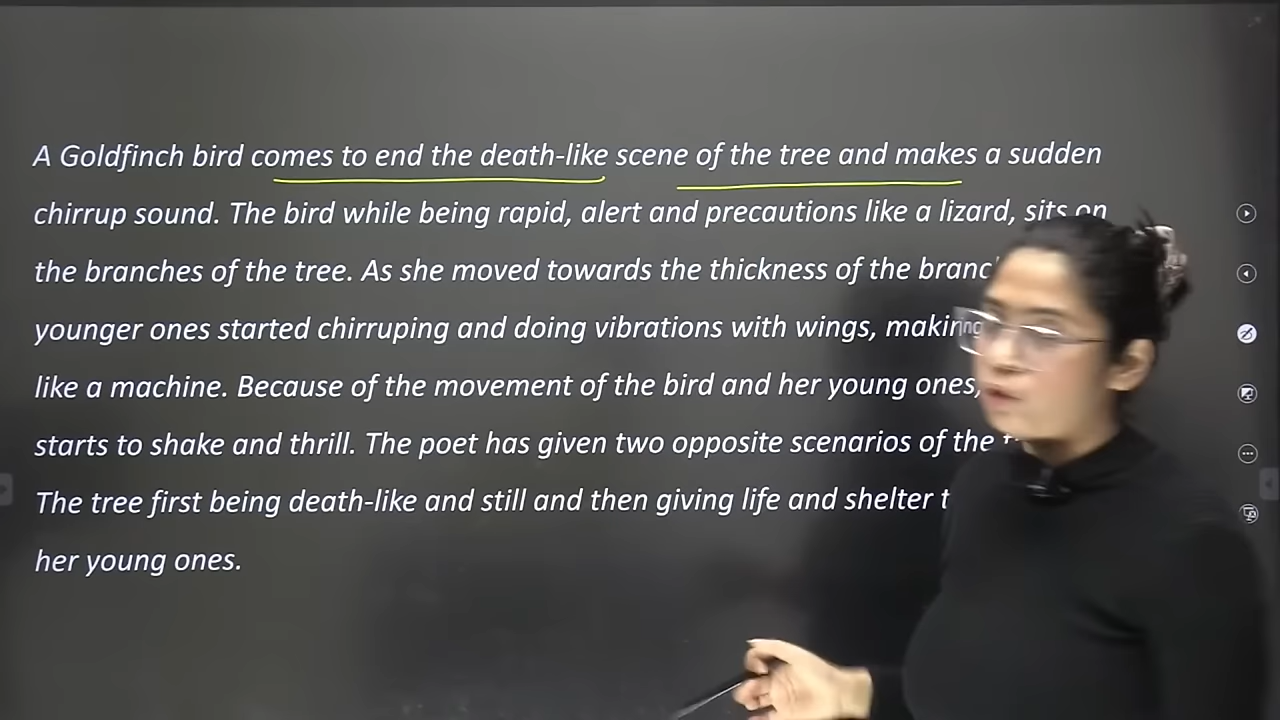 A Goldfinch bird comes to end the death-like scene of the tree and makes a sudden
chirrup sound. The bird while being rapid, alert and precautions like a lizard, sits on
the branches of the tree. As she moved towards the thickness of the
younger ones started chirruping and doing vibrations with wings, making
like a machine. Because of the movement of the bird and her young ones,
starts to shake and thrill. The poet has given two opposite scenarios of the
The tree first being death-like and still and then giving life and shelter
her young ones.